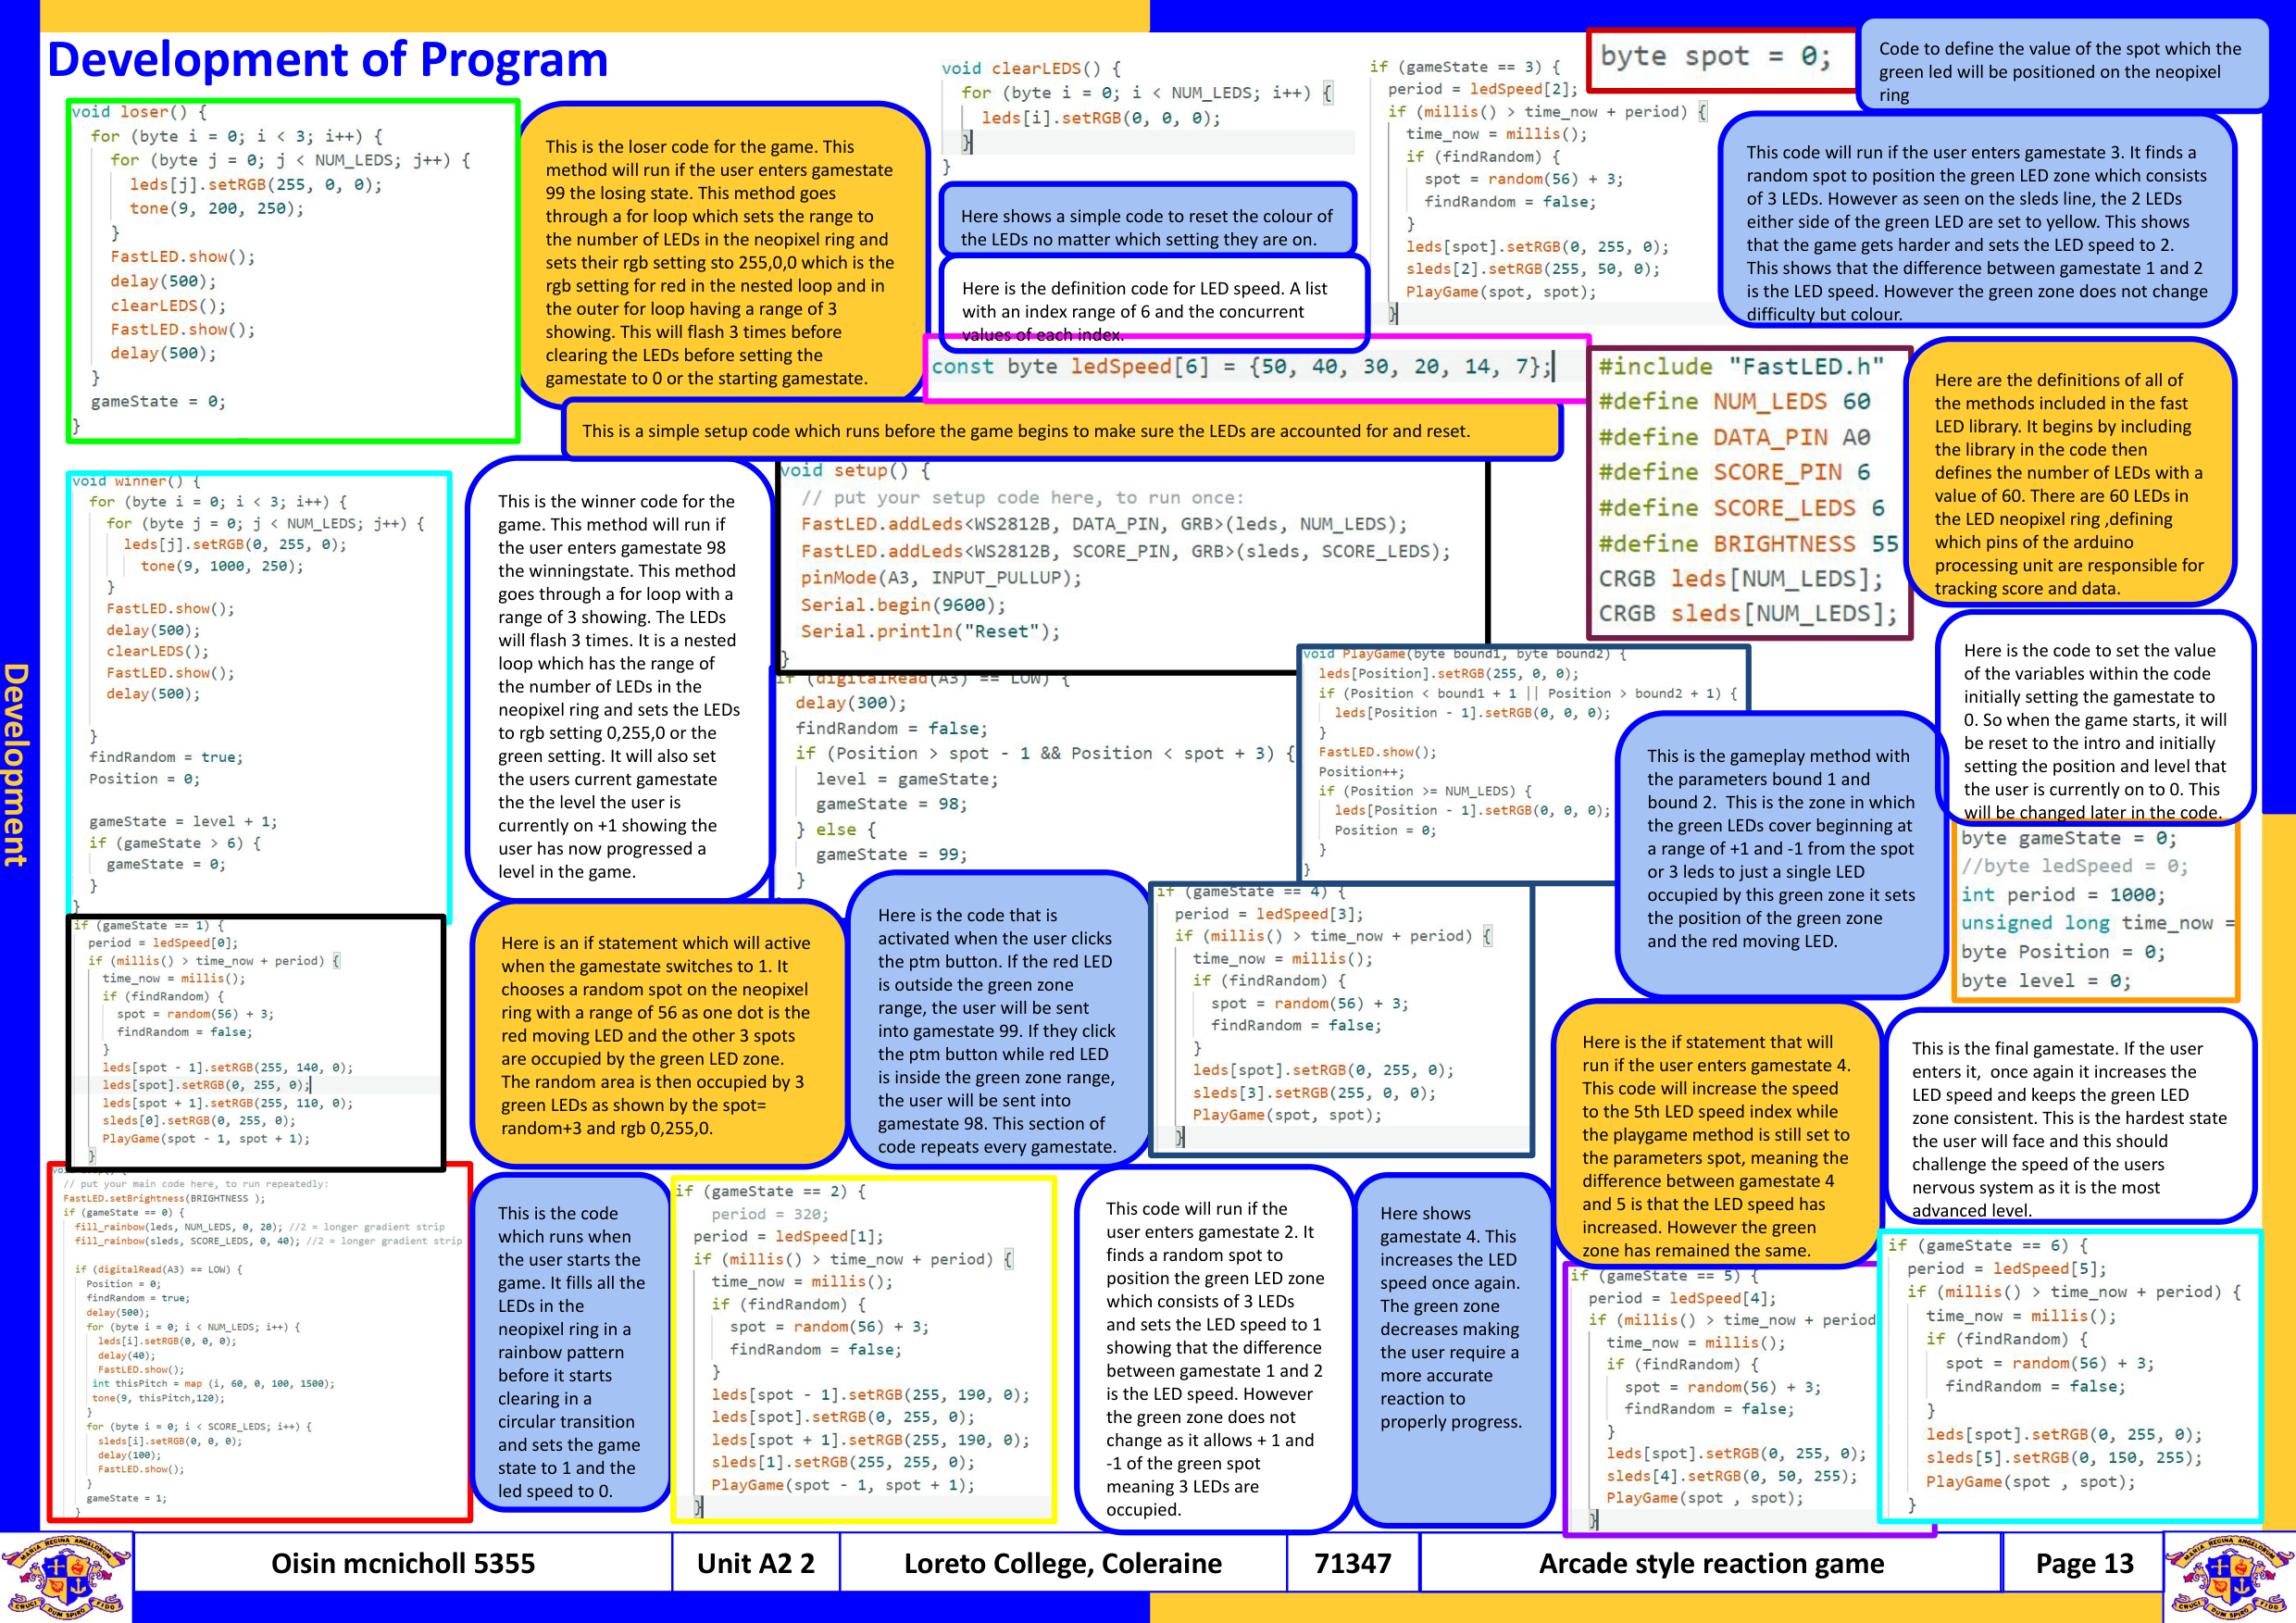 Development of Program
void loser() {
for (byte i = 0; i < 3; i++) {
for (byte j = 0; j < NUM_LEDS; j++) {
leds[j].setRGB(255, 0, 0);
tone(9, 200, 250);
}
FastLED.show();
delay(500);
clearLEDS();
FastLED.show();
delay(500);
}
gameState = 0;
}
This is the loser code for the game. This
method will run if the user enters gamestate
99 the losing state. This method goes
through a for loop which sets the range to
the number of LEDs in the neopixel ring and
sets their rgb setting sto 255,0,0 which is the
rgb setting for red in the nested loop and in
the outer for loop having a range of 3
showing. This will flash 3 times before
clearing the LEDs before setting the
gamestate to 0 or the starting gamestate.
void clearLEDS() {
for (byte i = 0; i < NUM_LEDS; i++) {
leds[i].setRGB(0, 0, 0);
}
}
Here shows a simple code to reset the colour of
the LEDs no matter which setting they are on.
Here is the definition code for LED speed. A list
with an index range of 6 and the concurrent
values of each index.
const byte ledSpeed[6] = {50, 40, 30, 20, 14, 7};
if (gameState == 3) {
period = ledSpeed[2];
if (millis() > time_now + period) {
time_now = millis();
if (findRandom) {
spot = random(56) + 3;
findRandom = false;
}
leds[spot].setRGB(0, 255, 0);
sleds[2].setRGB(255, 50, 0);
PlayGame(spot, spot);
}
byte spot = 0;
Code to define the value of the spot which the
green led will be positioned on the neopixel
ring
This code will run if the user enters gamestate 3. It finds a
random spot to position the green LED zone which consists
of 3 LEDs. However as seen on the sleds line, the 2 LEDs
either side of the green LED are set to yellow. This shows
that the game gets harder and sets the LED speed to 2.
This shows that the difference between gamestate 1 and 2
is the LED speed. However the green zone does not change
difficulty but colour.
#include "FastLED.h"
#define NUM_LEDS 60
#define DATA_PIN A0
#define SCORE_PIN 6
#define SCORE_LEDS 6
#define BRIGHTNESS 55
CRGB leds[NUM_LEDS];
CRGB sleds[NUM_LEDS];
Here are the definitions of all of
the methods included in the fast
LED library. It begins by including
the library in the code then
defines the number of LEDs with a
value of 60. There are 60 LEDs in
the LED neopixel ring ,defining
which pins of the arduino
processing unit are responsible for
tracking score and data.
This is a simple setup code which runs before the game begins to make sure the LEDs are accounted for and reset.
void setup() {
// put your setup code here, to run once:
FastLED.addLeds<WS2812B, DATA_PIN, GRB>(leds, NUM_LEDS);
FastLED.addLeds<WS2812B, SCORE_PIN, GRB>(sleds, SCORE_LEDS);
pinMode(A3, INPUT_PULLUP);
Serial.begin(9600);
Serial.println("Reset");
}
void winner() {
for (byte i = 0; i < 3; i++) {
for (byte j = 0; j < NUM_LEDS; j++) {
leds[j].setRGB(0, 255, 0);
tone(9, 1000, 250);
}
FastLED.show();
delay(500);
clearLEDS();
FastLED.show();
delay(500);
}
findRandom = true;
Position = 0;
gameState = level + 1;
if (gameState > 6) {
gameState = 0;
}
}
This is the winner code for the
game. This method will run if
the user enters gamestate 98
the winningstate. This method
goes through a for loop with a
range of 3 showing. The LEDs
will flash 3 times. It is a nested
loop which has the range of
the number of LEDs in the
neopixel ring and sets the LEDs
to rgb setting 0,255,0 or the
green setting. It will also set
the users current gamestate
the the level the user is
currently on +1 showing the
user has now progressed a
level in the game.
if (digitalRead(A3) == LOW) {
delay(300);
findRandom = false;
if (Position > spot - 1 && Position < spot + 3) {
level = gameState;
gameState = 98;
} else {
gameState = 99;
}
void PlayGame(byte bound1, byte bound2) {
leds[Position].setRGB(255, 0, 0);
if (Position < bound1 + 1 || Position > bound2 + 1) {
leds[Position - 1].setRGB(0, 0, 0);
}
FastLED.show();
Position++;
if (Position >= NUM_LEDS) {
leds[Position - 1].setRGB(0, 0, 0);
Position = 0;
}
}
This is the gameplay method with
the parameters bound 1 and
bound 2.  This is the zone in which
the green LEDs cover beginning at
a range of +1 and -1 from the spot
or 3 leds to just a single LED
occupied by this green zone it sets
the position of the green zone
and the red moving LED.
Here is the code to set the value
of the variables within the code
initially setting the gamestate to
0. So when the game starts, it will
be reset to the intro and initially
setting the position and level that
the user is currently on to 0. This
will be changed later in the code.
byte gameState = 0;
//byte ledSpeed = 0;
int period = 1000;
unsigned long time_now =
byte Position = 0;
byte level = 0;
if (gameState == 1) {
period = ledSpeed[0];
if (millis() > time_now + period) {
time_now = millis();
if (findRandom) {
spot = random(56) + 3;
findRandom = false;
}
leds[spot - 1].setRGB(255, 140, 0);
leds[spot].setRGB(0, 255, 0);
leds[spot + 1].setRGB(255, 110, 0);
sleds[0].setRGB(0, 255, 0);
PlayGame(spot - 1, spot + 1);
}
Here is an if statement which will active
when the gamestate switches to 1. It
chooses a random spot on the neopixel
ring with a range of 56 as one dot is the
red moving LED and the other 3 spots
are occupied by the green LED zone.
The random area is then occupied by 3
green LEDs as shown by the spot=
random+3 and rgb 0,255,0.
Here is the code that is
activated when the user clicks
the ptm button. If the red LED
is outside the green zone
range, the user will be sent
into gamestate 99. If they click
the ptm button while red LED
is inside the green zone range,
the user will be sent into
gamestate 98. This section of
code repeats every gamestate.
if (gameState == 4) {
period = ledSpeed[3];
if (millis() > time_now + period) {
time_now = millis();
if (findRandom) {
spot = random(56) + 3;
findRandom = false;
}
leds[spot].setRGB(0, 255, 0);
sleds[3].setRGB(255, 0, 0);
PlayGame(spot, spot);
}
Here is the if statement that will
run if the user enters gamestate 4.
This code will increase the speed
to the 5th LED speed index while
the playgame method is still set to
the parameters spot, meaning the
difference between gamestate 4
and 5 is that the LED speed has
increased. However the green
zone has remained the same.
This is the final gamestate. If the user
enters it,  once again it increases the
LED speed and keeps the green LED
zone consistent. This is the hardest state
the user will face and this should
challenge the speed of the users
nervous system as it is the most
advanced level.
// put your main code here, to run repeatedly:
FastLED.setBrightness(BRIGHTNESS );
if (gameState == 0) {
fill_rainbow(leds, NUM_LEDS, 0, 20); //2 = longer gradient strip
fill_rainbow(sleds, SCORE_LEDS, 0, 40); //2 = longer gradient strip
if (digitalRead(A3) == LOW) {
Position = 0;
findRandom = true;
delay(500);
for (byte i = 0; i < NUM_LEDS; i++) {
leds[i].setRGB(0, 0, 0);
delay(40);
FastLED.show();
int thisPitch = map (i, 60, 0, 100, 1500);
tone(9, thisPitch,120);
}
for (byte i = 0; i < SCORE_LEDS; i++) {
sleds[i].setRGB(0, 0, 0);
delay(100);
FastLED.show();
}
gameState = 1;
}
This is the code
which runs when
the user starts the
game. It fills all the
LEDs in the
neopixel ring in a
rainbow pattern
before it starts
clearing in a
circular transition
and sets the game
state to 1 and the
led speed to 0.
if (gameState == 2) {
period = 320;
period = ledSpeed[1];
if (millis() > time_now + period) {
time_now = millis();
if (findRandom) {
spot = random(56) + 3;
findRandom = false;
}
leds[spot - 1].setRGB(255, 190, 0);
leds[spot].setRGB(0, 255, 0);
leds[spot + 1].setRGB(255, 190, 0);
sleds[1].setRGB(255, 255, 0);
PlayGame(spot - 1, spot + 1);
}
This code will run if the
user enters gamestate 2. It
finds a random spot to
position the green LED zone
which consists of 3 LEDs
and sets the LED speed to 1
showing that the difference
between gamestate 1 and 2
is the LED speed. However
the green zone does not
change as it allows + 1 and
-1 of the green spot
meaning 3 LEDs are
occupied.
Here shows
gamestate 4. This
increases the LED
speed once again.
The green zone
decreases making
the user require a
more accurate
reaction to
properly progress.
if (gameState == 5) {
period = ledSpeed[4];
if (millis() > time_now + period
time_now = millis();
if (findRandom) {
spot = random(56) + 3;
findRandom = false;
}
leds[spot].setRGB(0, 255, 0);
sleds[4].setRGB(0, 50, 255);
PlayGame(spot , spot);
}
if (gameState == 6) {
period = ledSpeed[5];
if (millis() > time_now + period) {
time_now = millis();
if (findRandom) {
spot = random(56) + 3;
findRandom = false;
}
leds[spot].setRGB(0, 255, 0);
sleds[5].setRGB(0, 150, 255);
PlayGame(spot , spot);
}
Development
MARIA REGINA ANGELORUM
CRUCI DUM SPIRO FIDO
Oisin mcnicholl 5355
Unit A2 2
Loreto College, Coleraine
71347
Arcade style reaction game
Page 13
MARIA REGINA ANGELORUM
CRUCI DUM SPIRO FIDO